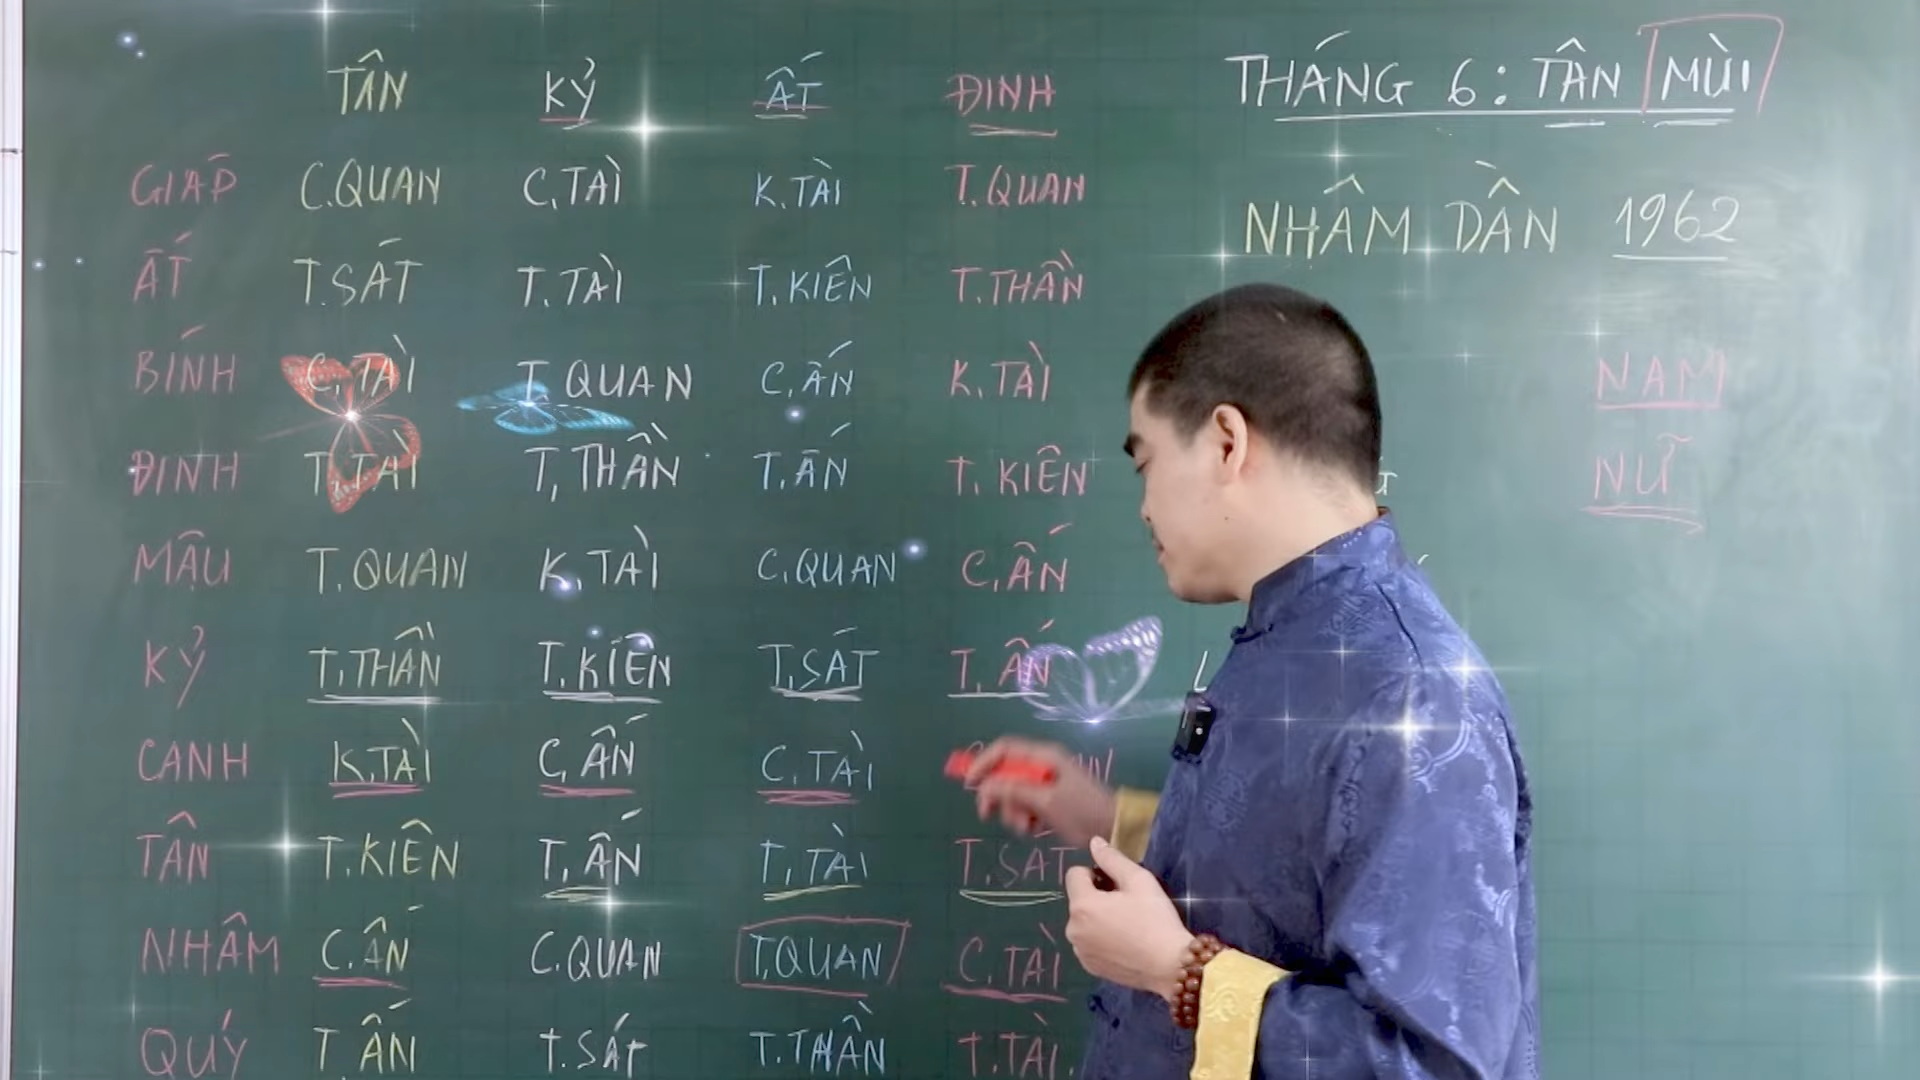 TÂN KỶ ẤT ĐINH
THÁNG 6: TÂN MÙI
GIÁP C.QUAN C.TÀI K.TÀI T.QUAN
NHÂM DẦN 1962
ẤT T.SÁT T.TÀI T.KIÊN T.THẦN
BÍNH C.TÀI T.QUAN C.ẤN K.TÀI
NAM
ĐINH T.TÀI T.THẦN T.ẤN T.KIÊN
NỮ
MẬU T.QUAN K.TÀI C.QUAN C.ẤN
KỶ T.THẦN T.KIÊN T.SÁT T.ẤN
CANH K.TÀI C.ẤN C.TÀI
TÂN T.KIÊN T.ẤN T.TÀI T.SÁT
NHÂM C.ẤN C.QUAN T.QUAN C.TÀI
QUÝ T.ẤN T.SÁT T.THẦN T.TÀI